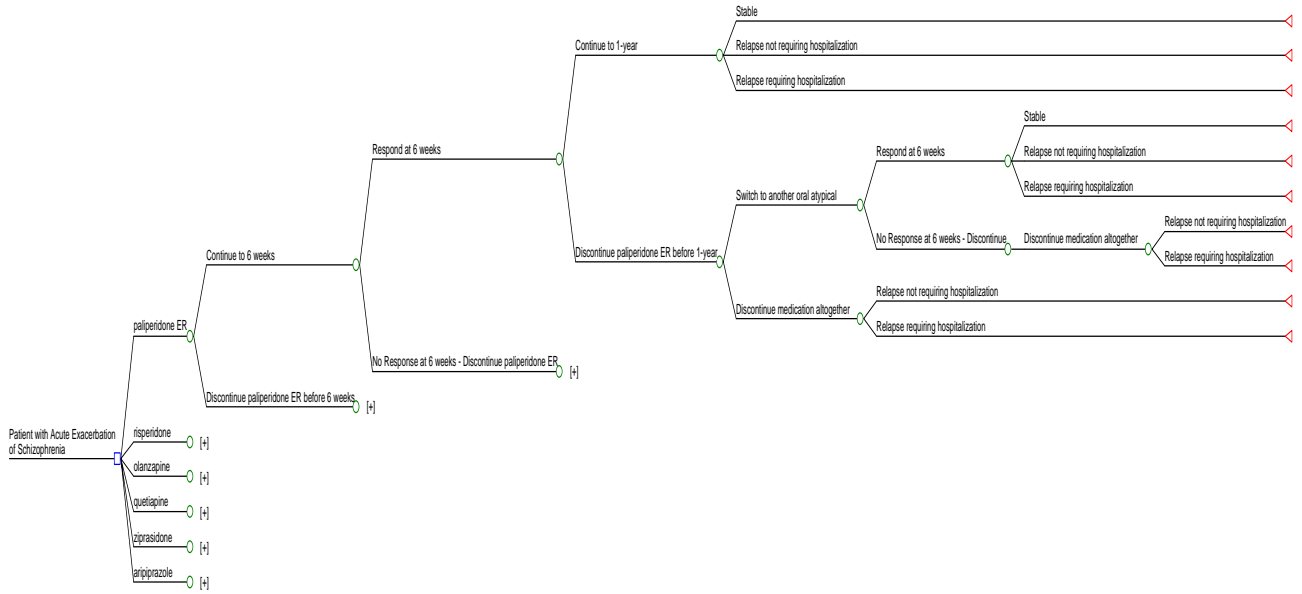 Stable
Continue to 1-year
Relapse not requiring hospitalization
Relapse requiring hospitalization
Stable
Respond at 6 weeks
Respond at 6 weeks
Relapse not requiring hospitalization
Relapse requiring hospitalization
Switch to another oral atypical
Relapse not requiring hospitalization
No Response at 6 weeks - Discontinue
Discontinue medication altogether
Continue to 6 weeks
Discontinue paliperidone ER before 1-year
Relapse requiring hospitalization
Relapse not requiring hospitalization
Discontinue medication altogether
paliperidone ER
Relapse requiring hospitalization
No Response at 6 weeks - Discontinue paliperidone ER
[+]
Discontinue paliperidone ER before 6 weeks
[+]
Patient with Acute Exacerbation
of Schizophrenia
risperidone
[+]
olanzapine
[+]
quetiapine
[+]
ziprasidone
[+]
aripiprazole
[+]